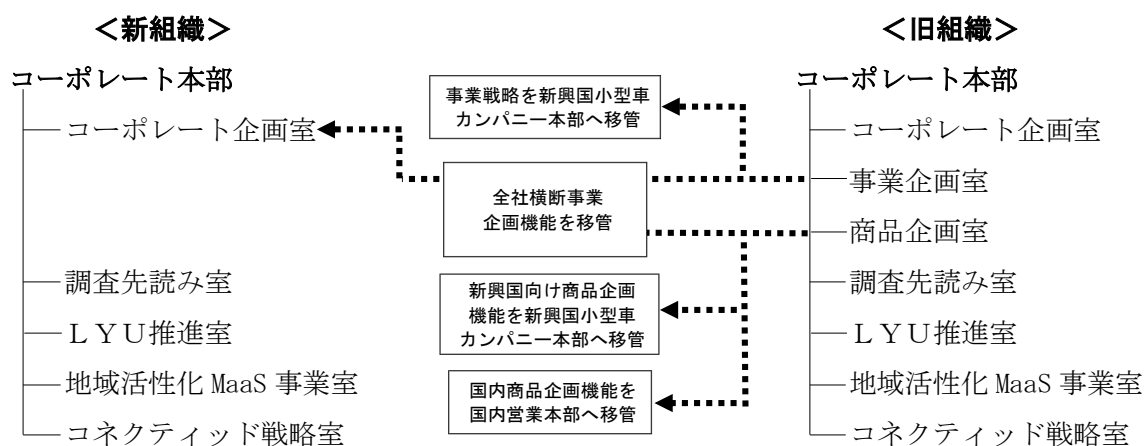 ＜新組織＞
コーポレート本部
コーポレート企画室
調査先読み室
ＬＹＵ推進室
地域活性化 MaaS 事業室
コネクティッド戦略室
事業戦略を新興国小型車
カンパニー本部へ移管
全社横断事業
企画機能を移管
新興国向け商品企画
機能を新興国小型車
カンパニー本部へ移管
国内商品企画機能を
国内営業本部へ移管
＜旧組織＞
コーポレート本部
コーポレート企画室
事業企画室
商品企画室
調査先読み室
ＬＹＵ推進室
地域活性化 MaaS 事業室
コネクティッド戦略室